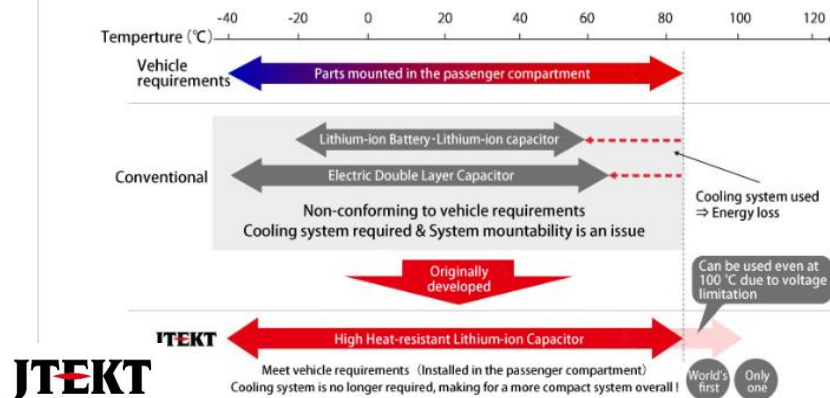 -40 -20 0 20 40 60 80 100 120
Temperture (℃)
Vehicle
requirements
Parts mounted in the passenger compartment
Conventional
Lithium-ion Battery・Lithium-ion capacitor
Electric Double Layer Capacitor
Non-conforming to vehicle requirements
Cooling system required & System mountability is an issue
Cooling system used
⇒ Energy loss
Originally
developed
Can be used even at
100 ℃ due to voltage
limitation
JTEKT
High Heat-resistant Lithium-ion Capacitor
Meet vehicle requirements (Installed in the passenger compartment)
Cooling system is no longer required, making for a more compact system overall !
World's
first
Only
one
JTEKT